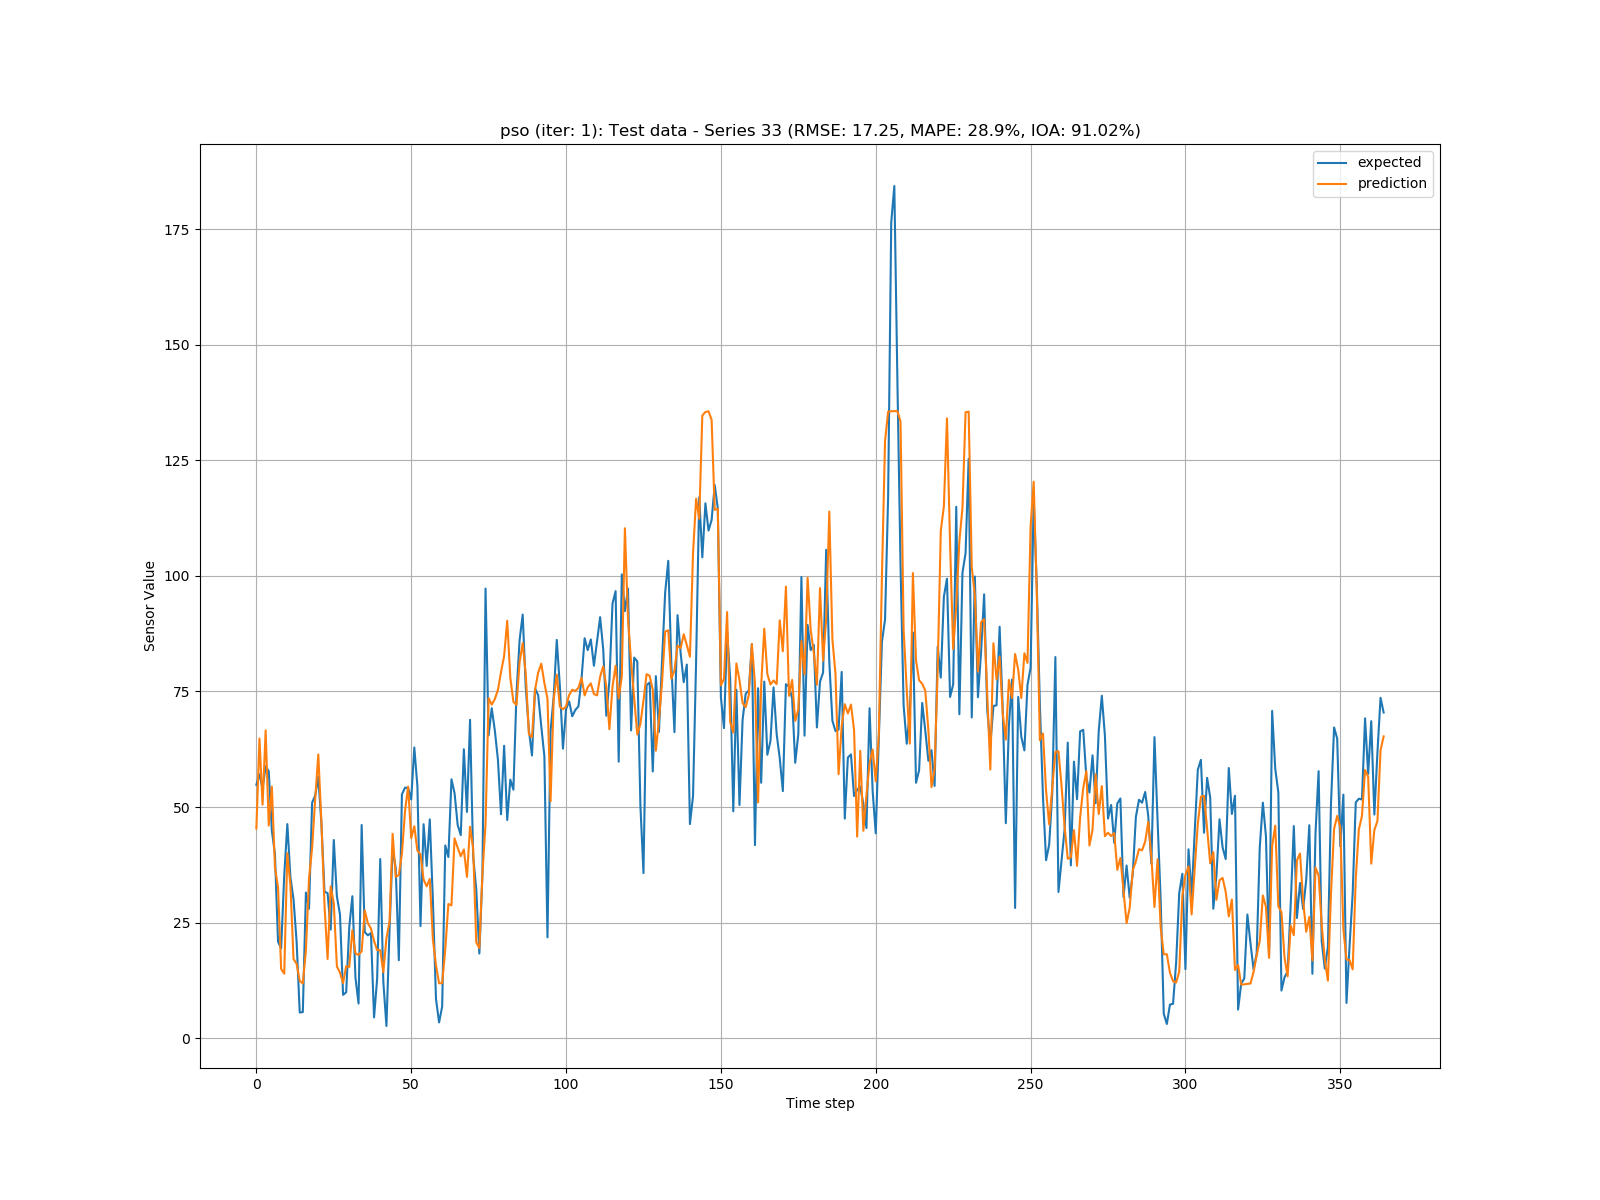 pso (iter: 1): Test data - Series 33 (RMSE: 17.25, MAPE: 28.9%, IOA: 91.02%)
expected
prediction
175
150
125
100
75
50
25
0
Sensor Value
0 50 100 150 200 250 300 350
Time step